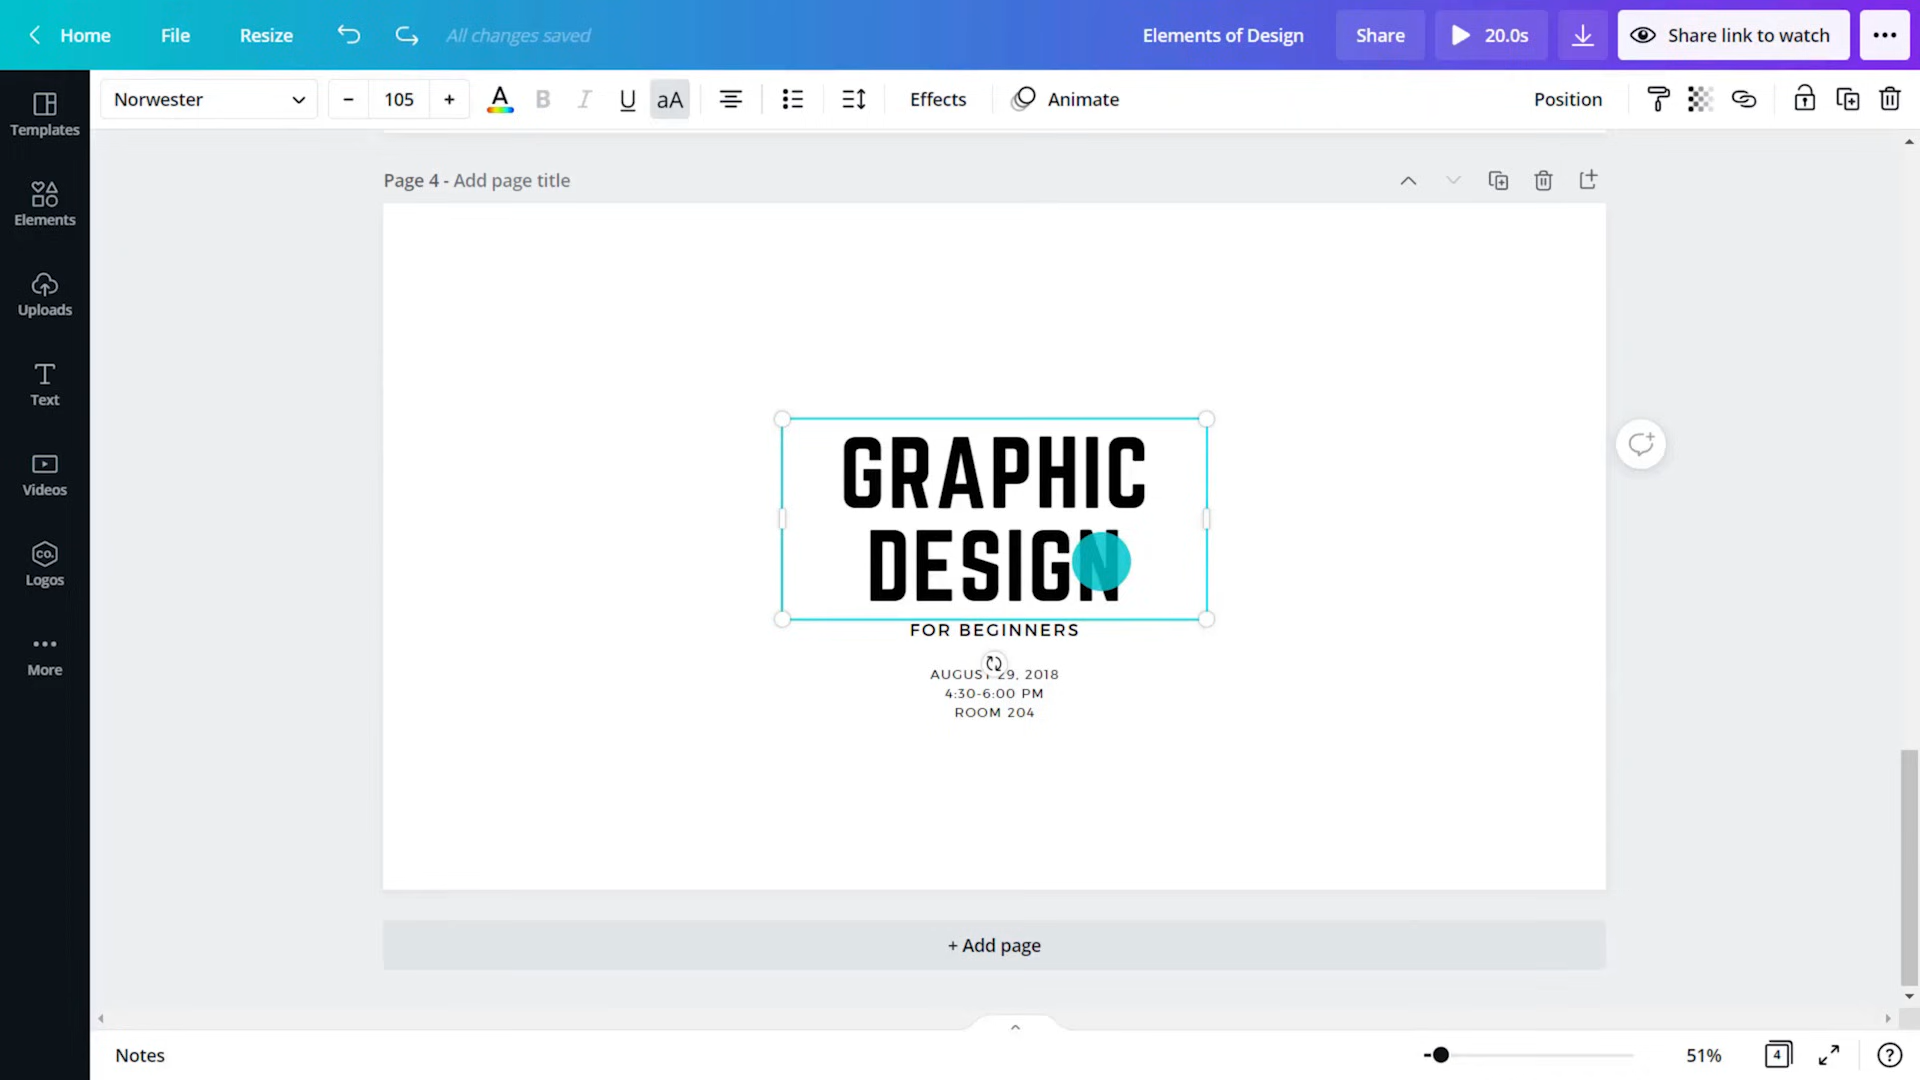 Home File Resize All changes saved Elements of Design Share 20.0s Share link to watch
Norwester - 105 + A B I U aA Effects Animate Position
Templates
Elements
Uploads
Text
Videos
CO.
Logos
More
Page 4 - Add page title
GRAPHIC
DESIGN
FOR BEGINNERS
AUGUST 29, 2018
4:30-6:00 PM
ROOM 204
+ Add page
Notes 51% 4 ?